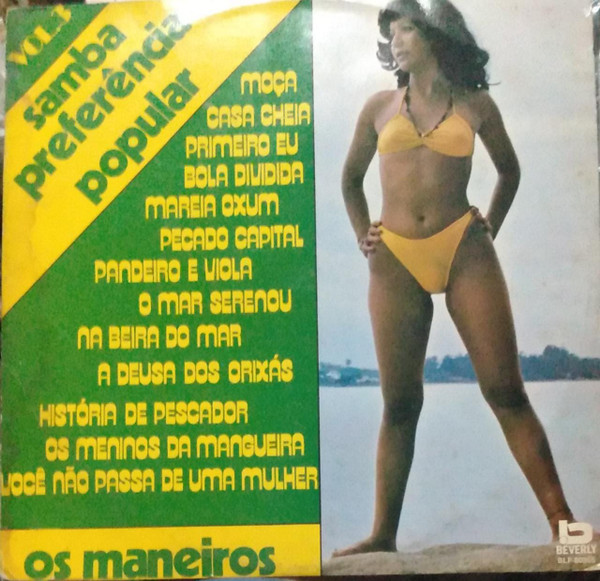 VOL.3
samba
preferência
popular
MOÇA
CASA CHEIA
PRIMEIRO EU
BOLA DIVIDIDA
MAREIA OXUM
PECADO CAPITAL
PANDEIRO E VIOLA
O MAR SERENOU
NA BEIRA DO MAR
A DEUSA DOS ORIXÁS
HISTÓRIA DE PESCADOR
OS MENINOS DA MANGUEIRA
VOCÊ NÃO PASSA DE UMA MULHER
os maneiros
b
BEVERLY